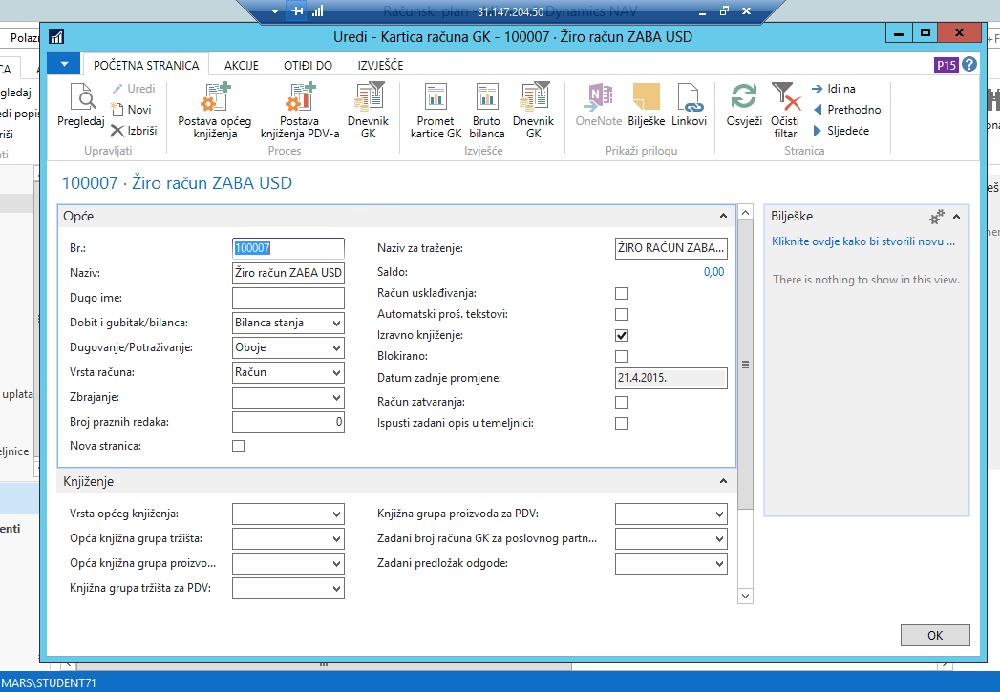 Računski plan - Dynamics NAV
31.147.204.50
Uredi - Kartica računa GK - 100007 · Žiro račun ZABA USD
POČETNA STRANICA AKCIJE OTIĐI DO IZVJEŠĆE
P15 ?
Pregledaj
Uredi
Novi
Izbriši
Upravljati
Postava općeg knjiženja
Postava knjiženja PDV-a
Dnevnik GK
Proces
Promet kartice GK
Bruto bilanca
Dnevnik GK
Izvješće
OneNote
Bilješke
Linkovi
Prikaži prilogu
Osvježi
Očisti filtar
Idi na
Prethodno
Sljedeće
Stranica
100007 · Žiro račun ZABA USD
Opće
Br.: 100007
Naziv: Žiro račun ZABA USD
Dugo ime:
Dobit i gubitak/bilanca: Bilanca stanja
Dugovanje/Potraživanje: Oboje
Vrsta računa: Račun
Zbrajanje:
Broj praznih redaka: 0
Nova stranica:
Naziv za traženje: ŽIRO RAČUN ZABA...
Saldo: 0,00
Račun usklađivanja:
Automatski proš. tekstovi:
Izravno knjiženje:
Blokirano:
Datum zadnje promjene: 21.4.2015.
Račun zatvaranja:
Ispusti zadani opis u temeljnici:
Knjiženje
Vrsta općeg knjiženja:
Opća knjižna grupa tržišta:
Opća knjižna grupa proizvo...
Knjižna grupa tržišta za PDV:
Knjižna grupa proizvoda za PDV:
Zadani broj računa GK za poslovnog partn...
Zadani predložak odgode:
Bilješke
Kliknite ovdje kako bi stvorili novu ...
There is nothing to show in this view.
OK
uplata
MARS\STUDENT71